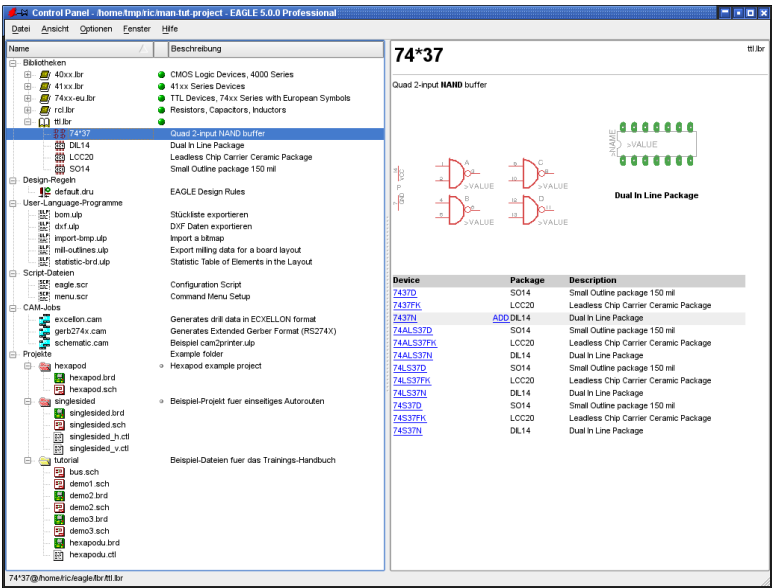 Control Panel - /home/tmp/ric/man-tut-project - EAGLE 5.0.0 Professional
Datei Ansicht Optionen Fenster Hilfe
Name Beschreibung
Bibliotheken
40xx.lbr CMOS Logic Devices, 4000 Series
41xx.lbr 41xx Series Devices
74xx-eu.lbr TTL Devices, 74xx Series with European Symbols
rcl.lbr Resistors, Capacitors, Inductors
ttl.lbr
74*37 Quad 2-input NAND buffer
DIL14 Dual In Line Package
LCC20 Leadless Chip Carrier Ceramic Package
SO14 Small Outline package 150 mil
Design-Regeln
default.dru EAGLE Design Rules
User-Language-Programme
bom.ulp Stückliste exportieren
dxf.ulp DXF Daten exportieren
import-bmp.ulp Import a bitmap
mill-outlines.ulp Export milling data for a board layout
statistic-brd.ulp Statistic Table of Elements in the Layout
Script-Dateien
eagle.scr Configuration Script
menu.scr Command Menu Setup
CAM-Jobs
excellon.cam Generates drill data in ECXELLON format
gerb274x.cam Generates Extended Gerber Format (RS274X)
schematic.cam Beispiel cam2printer.ulp
Projekte Example folder
hexapod Hexapod example project
hexapod.brd
hexapod.sch
singlesided Beispiel-Projekt fuer einseitiges Autorouten
singlesided.brd
singlesided.sch
singlesided_h.ctl
singlesided_v.ctl
tutorial Beispiel-Dateien fuer das Trainings-Handbuch
bus.sch
demo1.sch
demo2.brd
demo2.sch
demo3.brd
demo3.sch
hexapodu.brd
hexapodu.ctl
74*37 ttl.lbr
Quad 2-input NAND buffer
A
>VALUE
C
>VALUE
B
>VALUE
D
>VALUE
VCC
P
GND
>NAME
>VALUE
Dual In Line Package
Device Package Description
7437D SO14 Small Outline package 150 mil
7437FK LCC20 Leadless Chip Carrier Ceramic Package
7437N ADD DIL14 Dual In Line Package
74ALS37D SO14 Small Outline package 150 mil
74ALS37FK LCC20 Leadless Chip Carrier Ceramic Package
74ALS37N DIL14 Dual In Line Package
74LS37D SO14 Small Outline package 150 mil
74LS37FK LCC20 Leadless Chip Carrier Ceramic Package
74LS37N DIL14 Dual In Line Package
74S37D SO14 Small Outline package 150 mil
74S37FK LCC20 Leadless Chip Carrier Ceramic Package
74S37N DIL14 Dual In Line Package
74*37@/home/ric/eagle/lbr/ttl.lbr